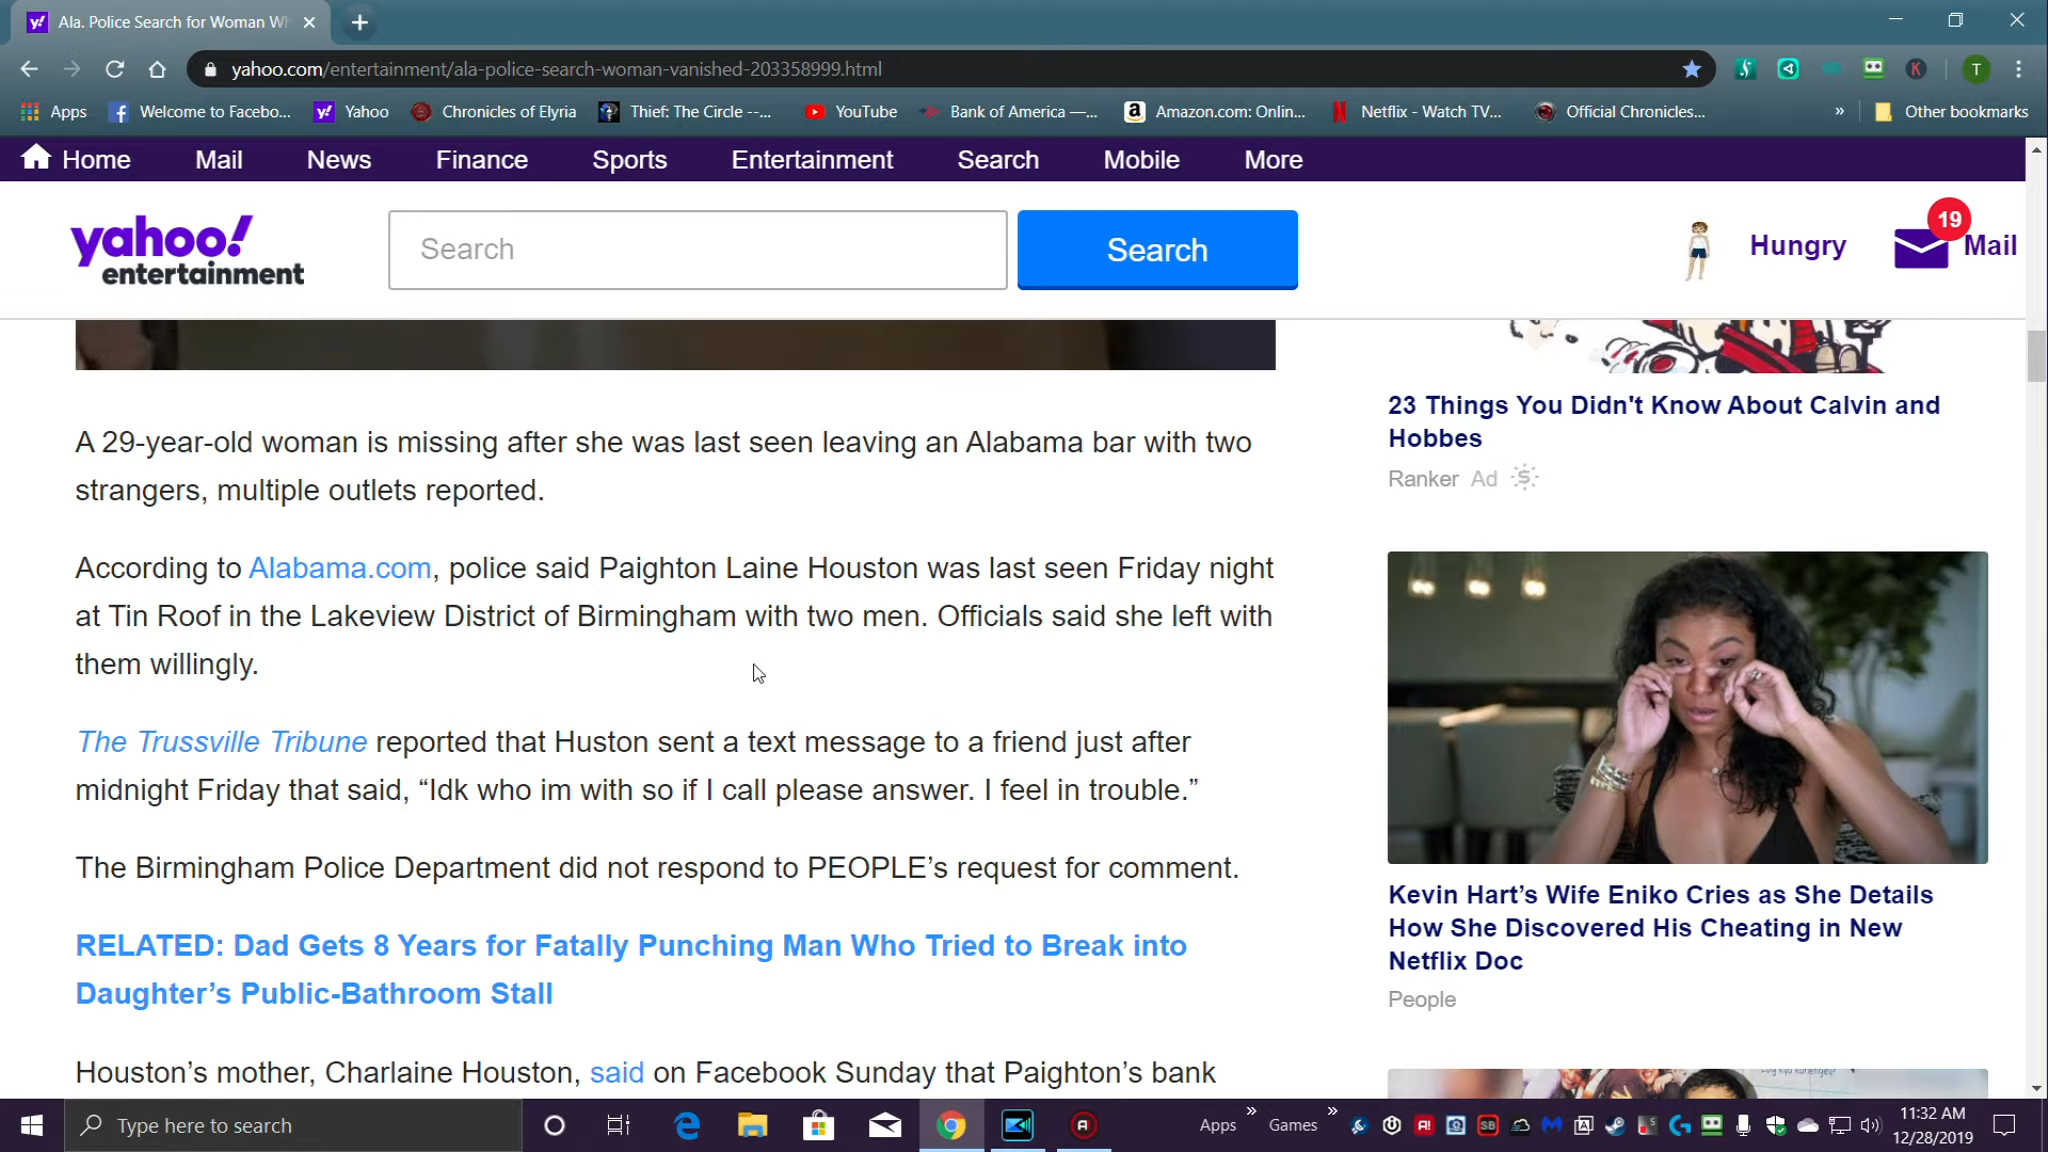 Ala. Police Search for Woman Wh
yahoo.com/entertainment/ala-police-search-woman-vanished-203358999.html
T
Apps
Welcome to Facebo...
Yahoo
Chronicles of Elyria
Thief: The Circle --...
YouTube
Bank of America —...
Amazon.com: Onlin...
Netflix - Watch TV...
Official Chronicles...
»
Other bookmarks
Home Mail News Finance Sports Entertainment Search Mobile More
yahoo!
entertainment
Search
Search
Hungry
19
Mail
A 29-year-old woman is missing after she was last seen leaving an Alabama bar with two
strangers, multiple outlets reported.
According to Alabama.com, police said Paighton Laine Houston was last seen Friday night
at Tin Roof in the Lakeview District of Birmingham with two men. Officials said she left with
them willingly.
The Trussville Tribune reported that Huston sent a text message to a friend just after
midnight Friday that said, “Idk who im with so if I call please answer. I feel in trouble.”
The Birmingham Police Department did not respond to PEOPLE’s request for comment.
RELATED: Dad Gets 8 Years for Fatally Punching Man Who Tried to Break into
Daughter’s Public-Bathroom Stall
Houston’s mother, Charlaine Houston, said on Facebook Sunday that Paighton’s bank
23 Things You Didn't Know About Calvin and
Hobbes
Ranker Ad
Kevin Hart’s Wife Eniko Cries as She Details
How She Discovered His Cheating in New
Netflix Doc
People
Type here to search
Apps »
Games »
11:32 AM
12/28/2019